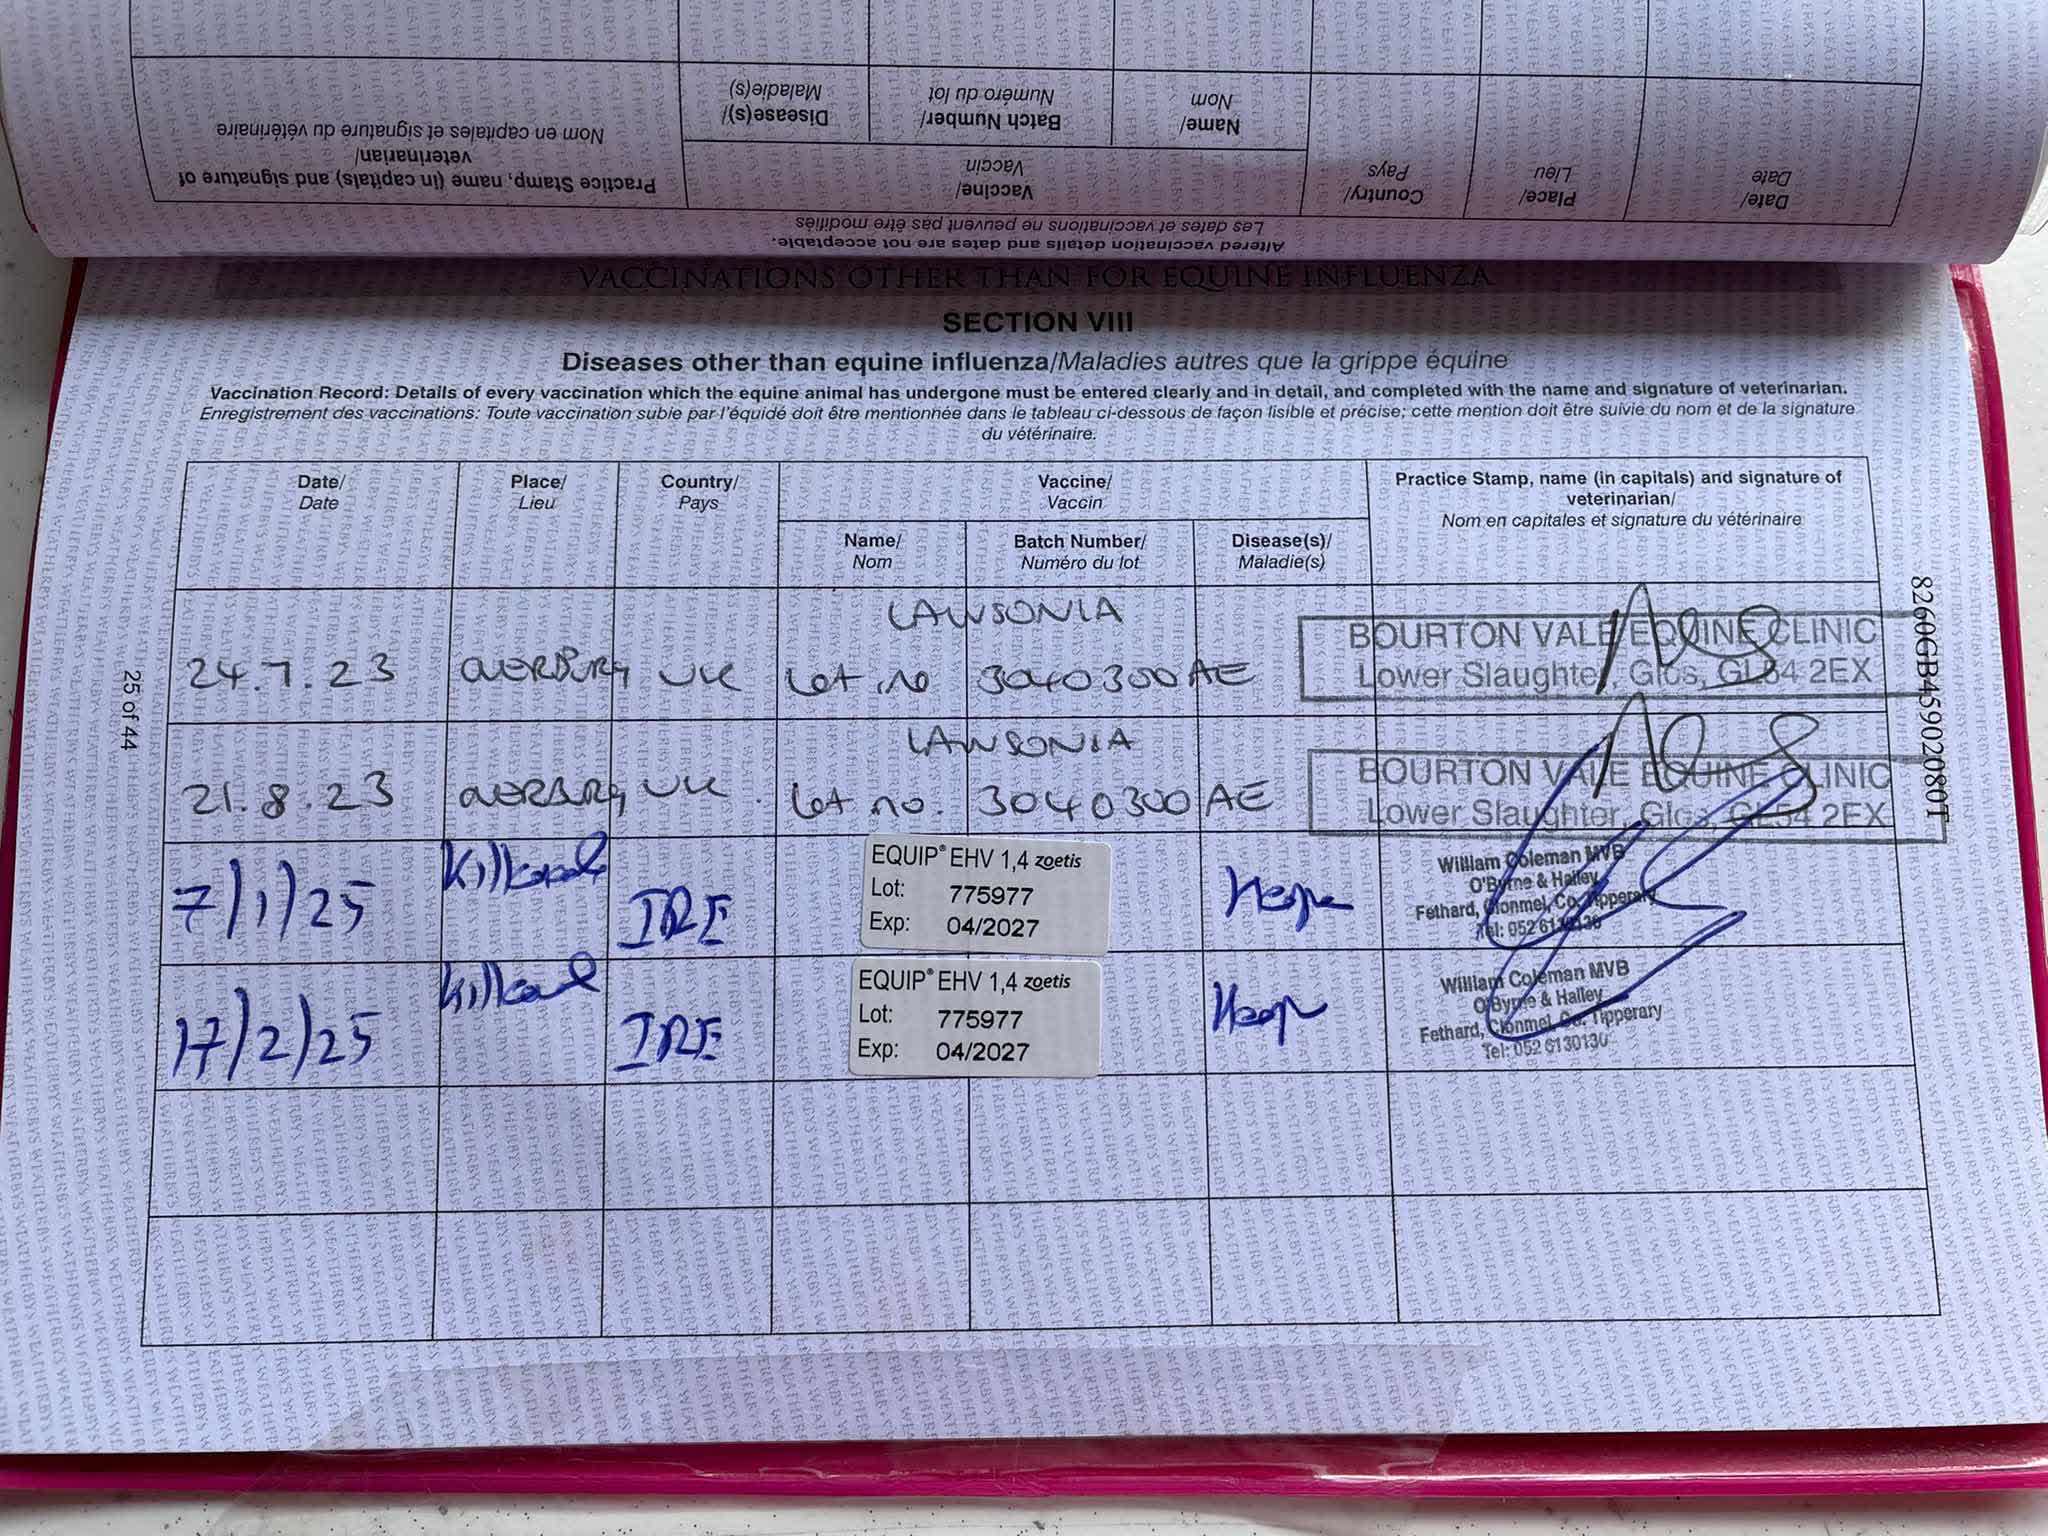 Practice Stamp, name (in capitals) and signature of
veterinarian/
Nom en capitales et signature du vétérinaire
Vaccine/
Vaccin
Disease(s)/
Maladie(s)
Batch Number/
Numéro du lot
Name/
Nom
Country/
Pays
Place/
Lieu
Date/
Date
Altered vaccination details and dates are not acceptable.
Les dates et vaccinations ne peuvent pas être modifiés
VACCINATIONS OTHER THAN FOR EQUINE INFLUENZA
SECTION VIII
Diseases other than equine influenza/Maladies autres que la grippe équine
Vaccination Record: Details of every vaccination which the equine animal has undergone must be entered clearly and in detail, and completed with the name and signature of veterinarian.
Enregistrement des vaccinations: Toute vaccination subie par l'équidé doit être mentionnée dans le tableau ci-dessous de façon lisible et précise; cette mention doit être suivie du nom et de la signature
du vétérinaire.
Date/
Date
Place/
Lieu
Country/
Pays
Vaccine/
Vaccin
Name/
Nom
Batch Number/
Numéro du lot
Disease(s)/
Maladie(s)
Practice Stamp, name (in capitals) and signature of
veterinarian/
Nom en capitales et signature du vétérinaire
LAWSONIA
24.7.23 OVERBURY UK Lot no 3040300AE
BOURTON VALE EQUINE CLINIC
Lower Slaughter, Glos, GL54 2EX
LAWSONIA
21.8.23 OVERBURY UK. Lot no. 3040300AE
BOURTON VALE EQUINE CLINIC
Lower Slaughter, Glos, GL54 2EX
7/1/25 IRE
EQUIP® EHV 1,4 zoetis
Lot: 775977
Exp: 04/2027
William Coleman MVB
O'Byrne & Halley
Fethard, Clonmel, Co. Tipperary
Tel: 052 6130130
17/2/25 IRE
EQUIP® EHV 1,4 zoetis
Lot: 775977
Exp: 04/2027
William Coleman MVB
O'Byrne & Halley
Fethard, Clonmel, Co. Tipperary
Tel: 052 6130130
25 of 44
8260GB45902080T
WEATHERBYS